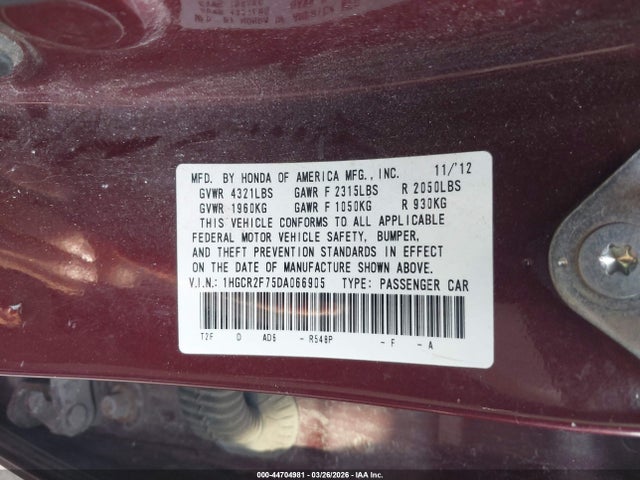 MFD. BY HONDA OF AMERICA MFG., INC. 11/'12
GVWR 4321LBS GAWR F 2315LBS R 2050LBS
GVWR 1960KG GAWR F 1050KG R 930KG
THIS VEHICLE CONFORMS TO ALL APPLICABLE
FEDERAL MOTOR VEHICLE SAFETY, BUMPER,
AND THEFT PREVENTION STANDARDS IN EFFECT
ON THE DATE OF MANUFACTURE SHOWN ABOVE.
V.I.N.: 1HGCR2F75DA066905 TYPE: PASSENGER CAR
T2F D AD6 - R548P - F - A
000-44704981 | 03/26/2026 | IAA Inc.